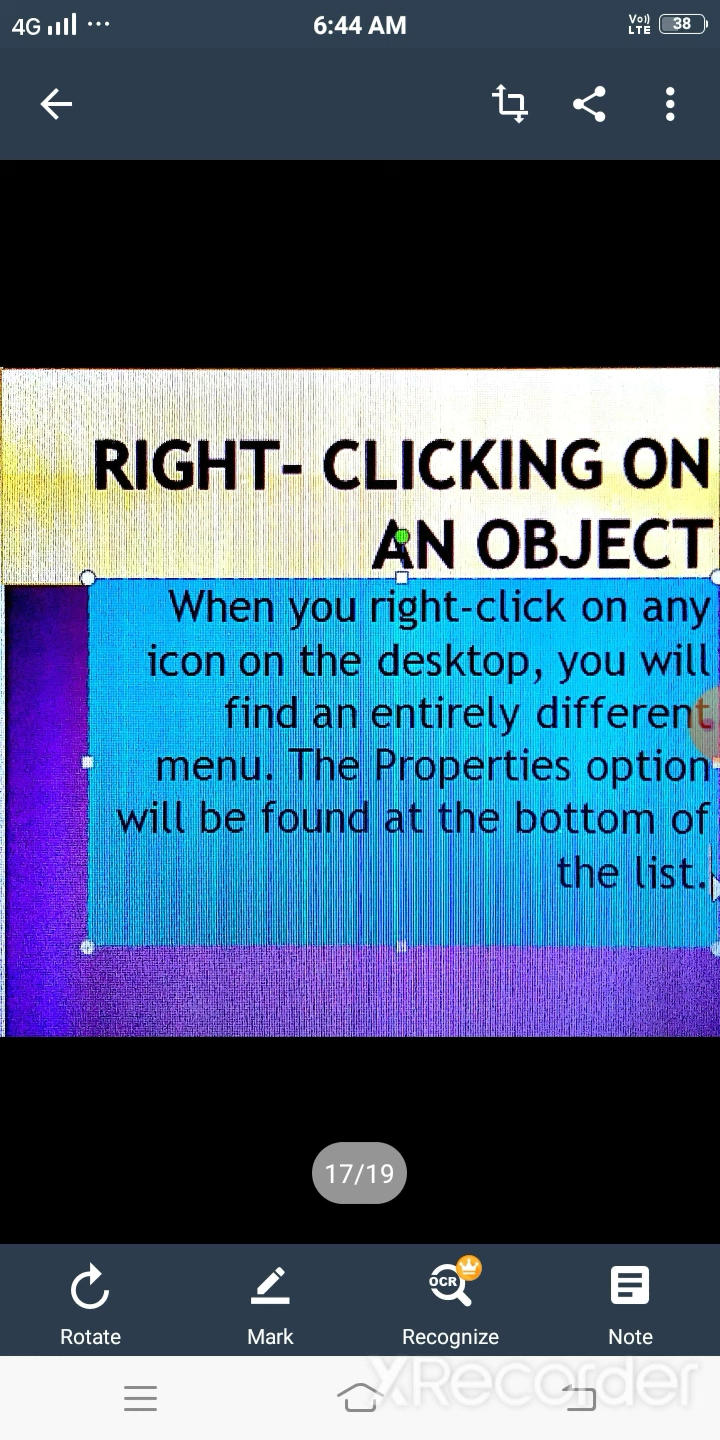 4G
6:44 AM
Vo)) LTE
38
RIGHT- CLICKING ON
AN OBJECT
When you right-click on any
icon on the desktop, you will
find an entirely different
menu. The Properties option
will be found at the bottom of
the list.
17/19
OCR
Rotate
Mark
Recognize
Note
XRecorder